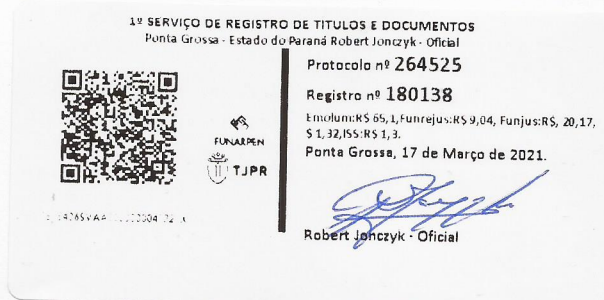 1º SERVIÇO DE REGISTRO DE TITULOS E DOCUMENTOS
Ponta Grossa - Estado do Paraná Robert Jonczyk - Oficial
Protocolo nº 264525
Registro nº 180138
Emolum:R$ 65,1,Funrejus:R$ 9,04, Funjus:R$, 20,17,
$ 1,32,ISS:R$ 1,3.
Ponta Grossa, 17 de Março de 2021.
FUNARPEN
TJPR
Robert Jonczyk - Oficial